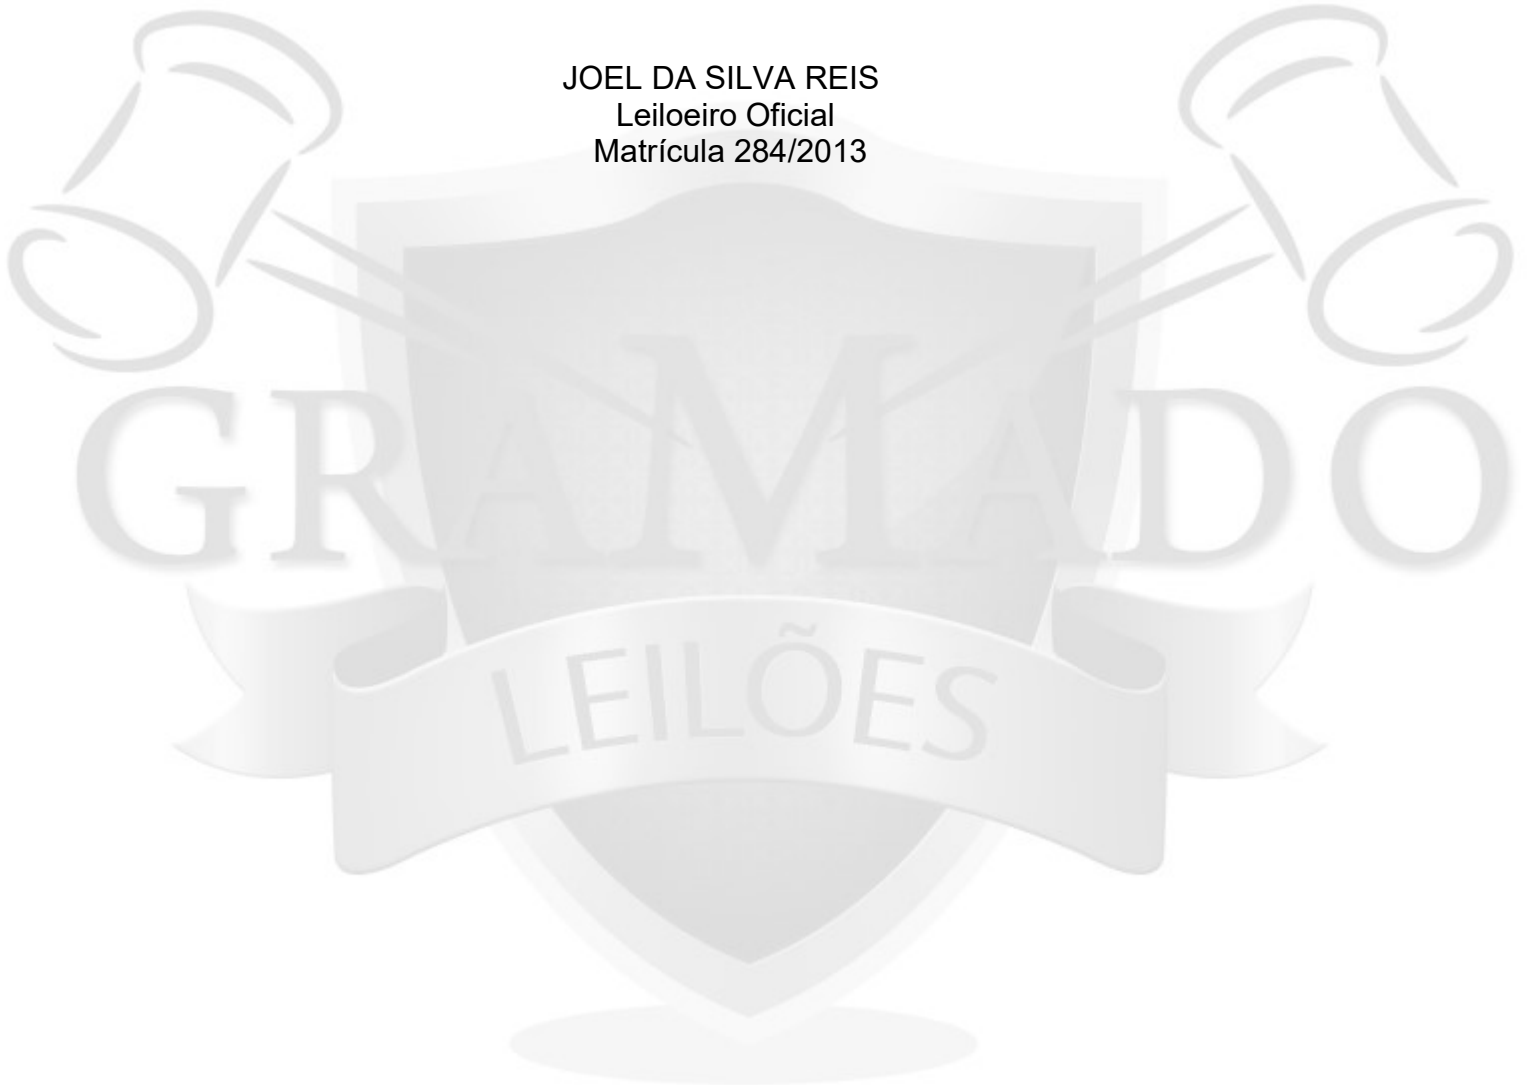 JOEL DA SILVA REIS
Leiloeiro Oficial
Matrícula 284/2013
GRAMADO
LEILÕES